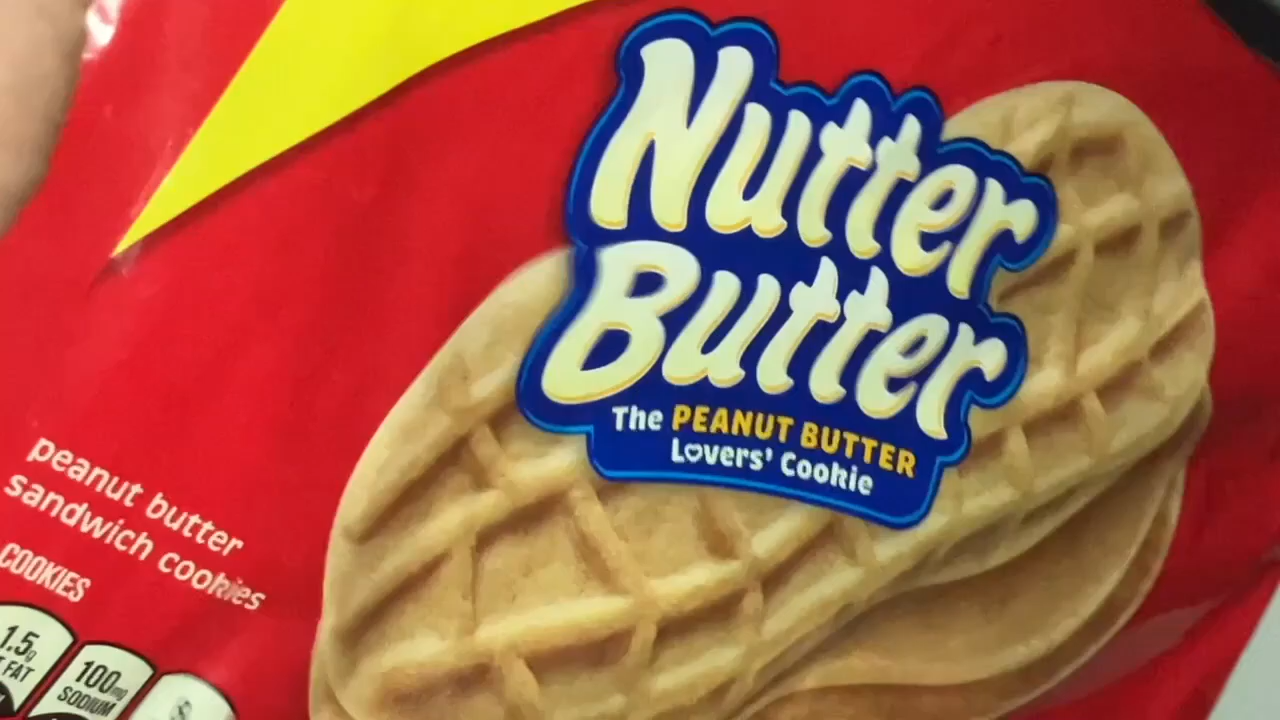 Nutter
Butter
The PEANUT BUTTER
Lovers' Cookie
peanut butter
sandwich cookies
COOKIES
1.5g
FAT
100mg
SODIUM